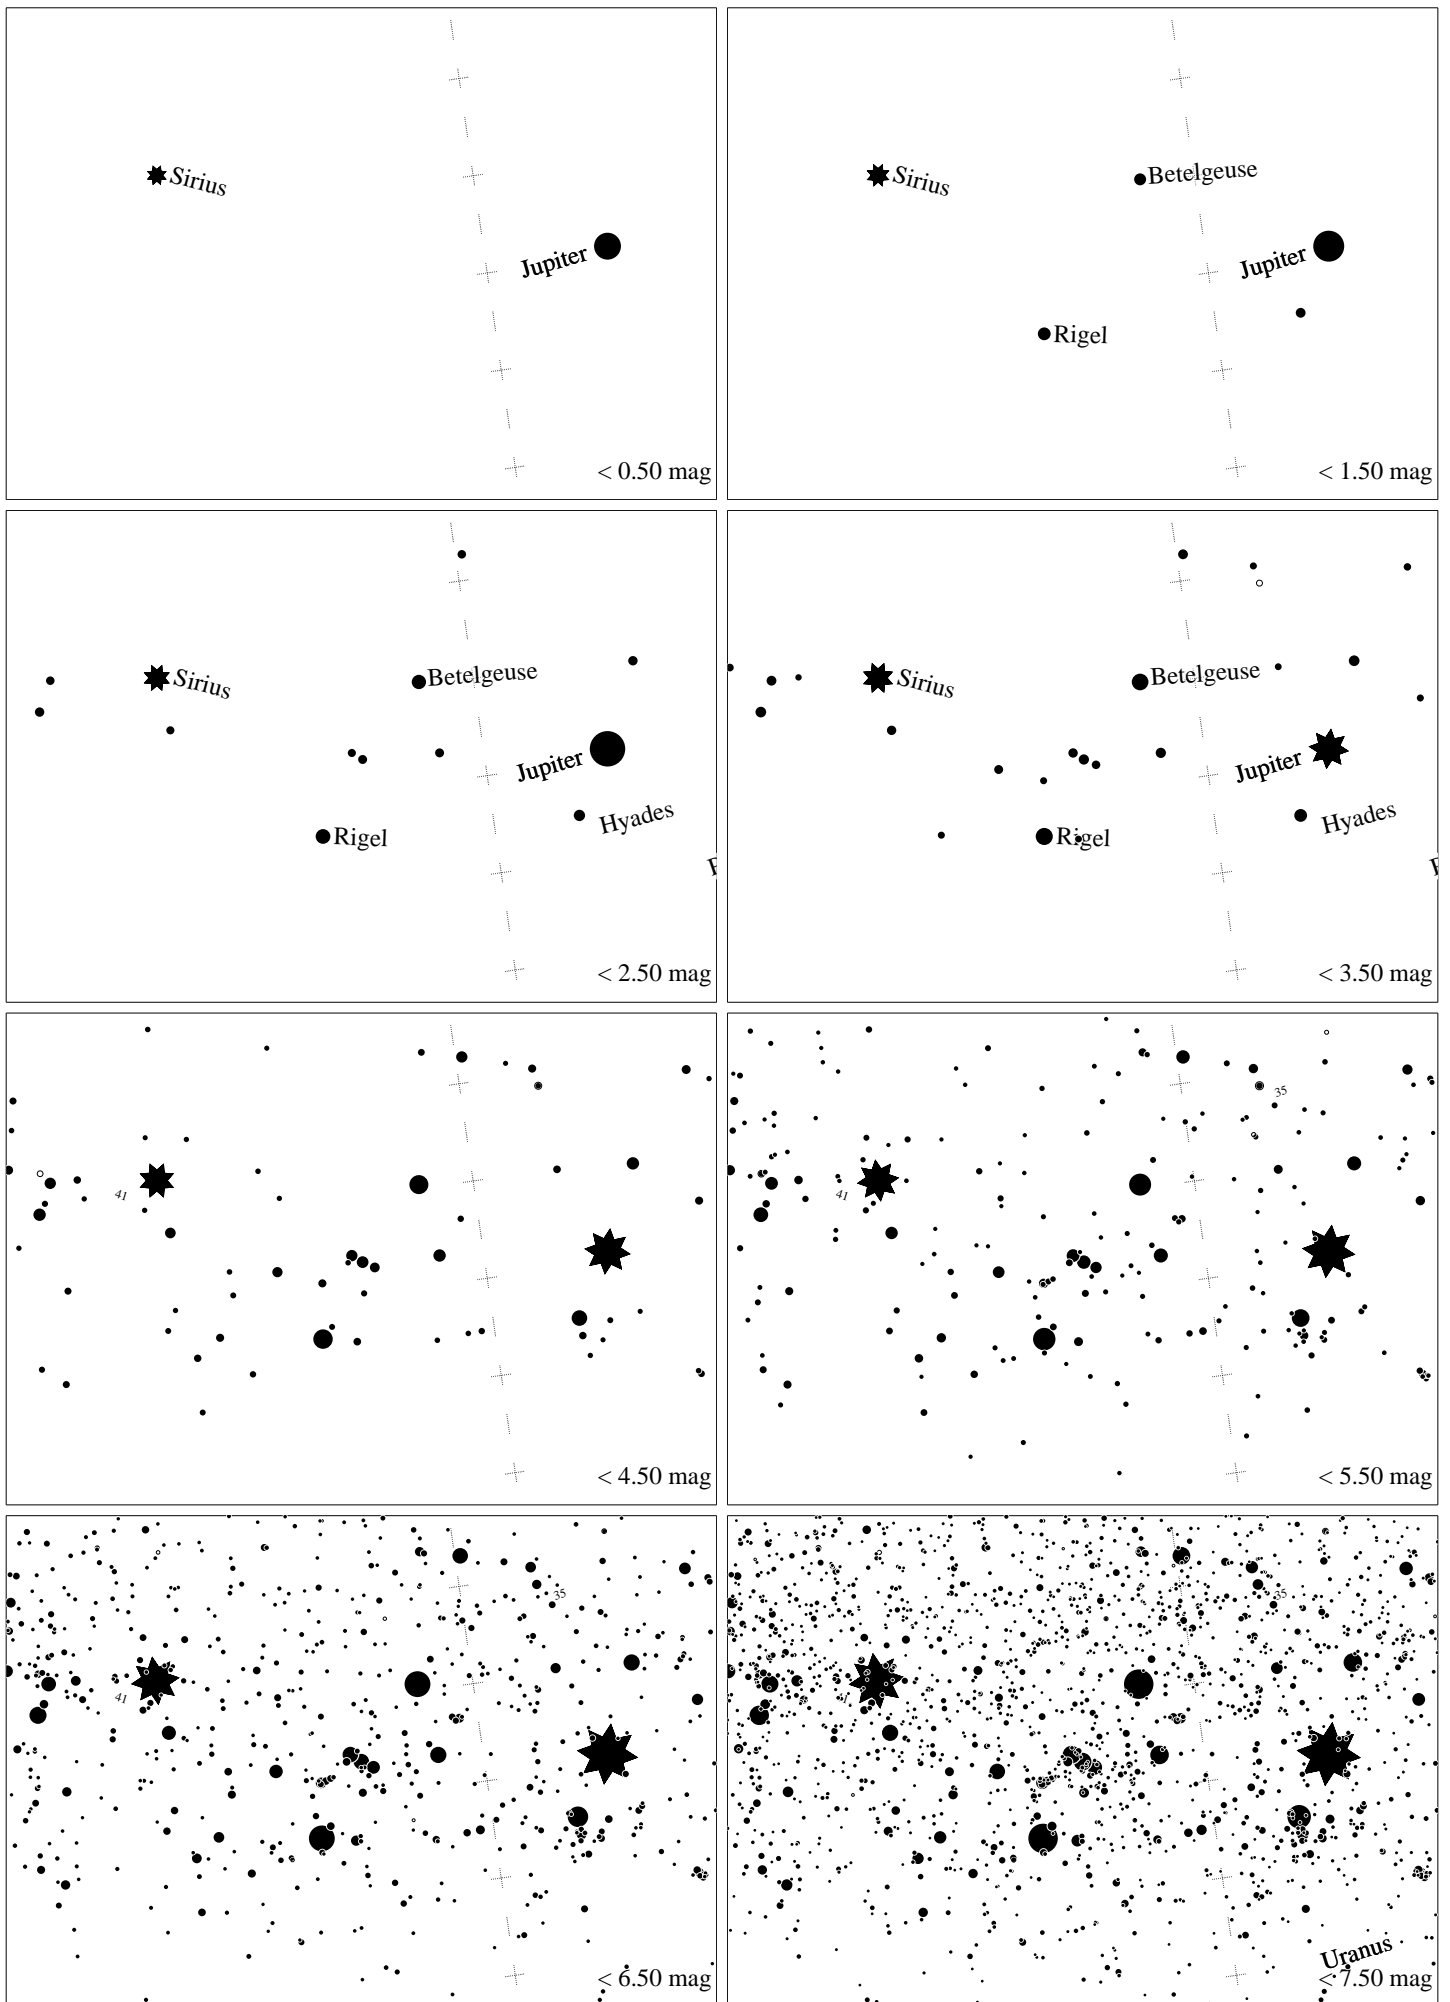 Sirius
Jupiter
< 0.50 mag
Betelgeuse
Sirius
Jupiter
Rigel
< 1.50 mag
Betelgeuse
Sirius
Jupiter
Hyades
Rigel
< 2.50 mag
Betelgeuse
Sirius
Jupiter
Hyades
Rigel
< 3.50 mag
41
< 4.50 mag
35
41
< 5.50 mag
35
41
< 6.50 mag
35
41
Uranus
< 7.50 mag